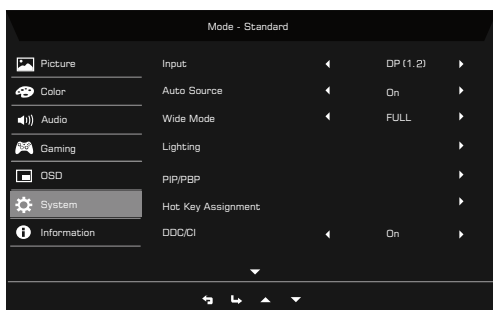 Mode - Standard
Picture
Color
Audio
Gaming
OSD
System
Information
Input DP (1.2)
Auto Source On
Wide Mode FULL
Lighting
PIP/PBP
Hot Key Assignment
DDC/CI On